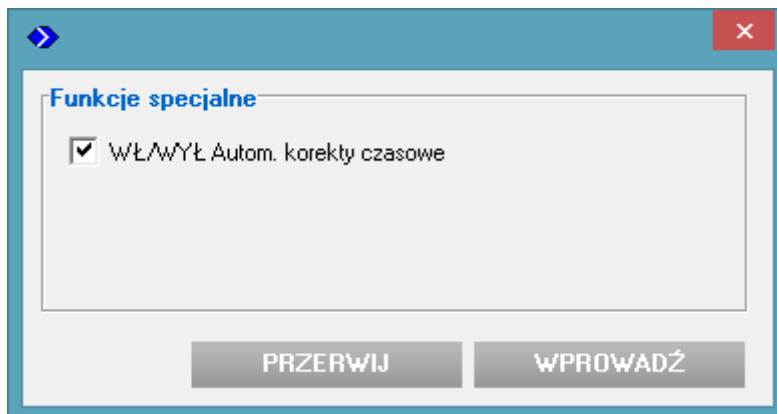 Funkcje specjalne
WŁ/WYŁ Autom. korekty czasowe
PRZERWIJ
WPROWADŹ